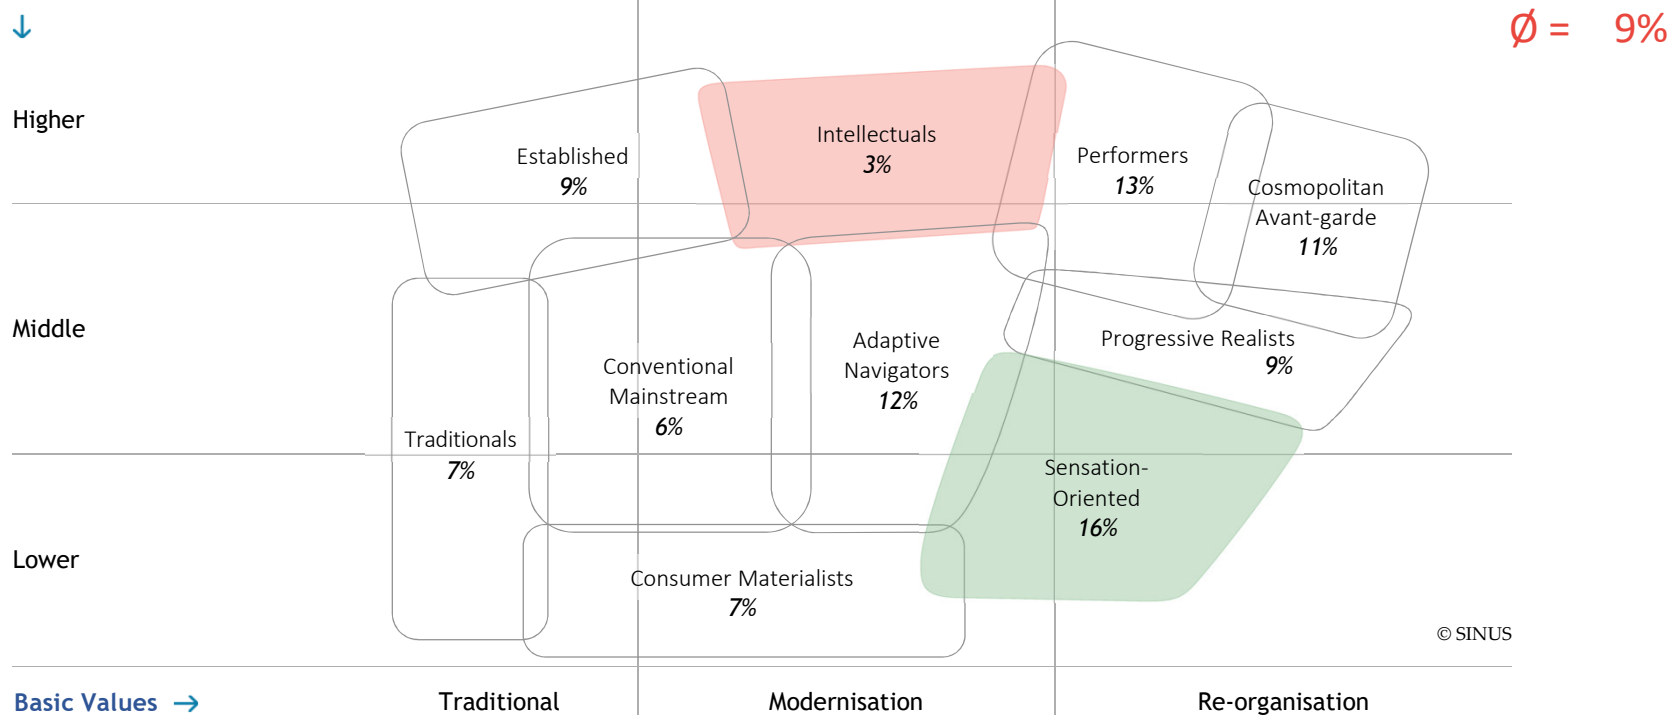 ↓
Ø = 9%
Higher
Established
9%
Intellectuals
3%
Performers
13%
Cosmopolitan
Avant-garde
11%
Middle
Traditionals
7%
Conventional
Mainstream
6%
Adaptive
Navigators
12%
Progressive Realists
9%
Sensation-
Oriented
16%
Lower
Consumer Materialists
7%
© SINUS
Basic Values →
Traditional
Modernisation
Re-organisation